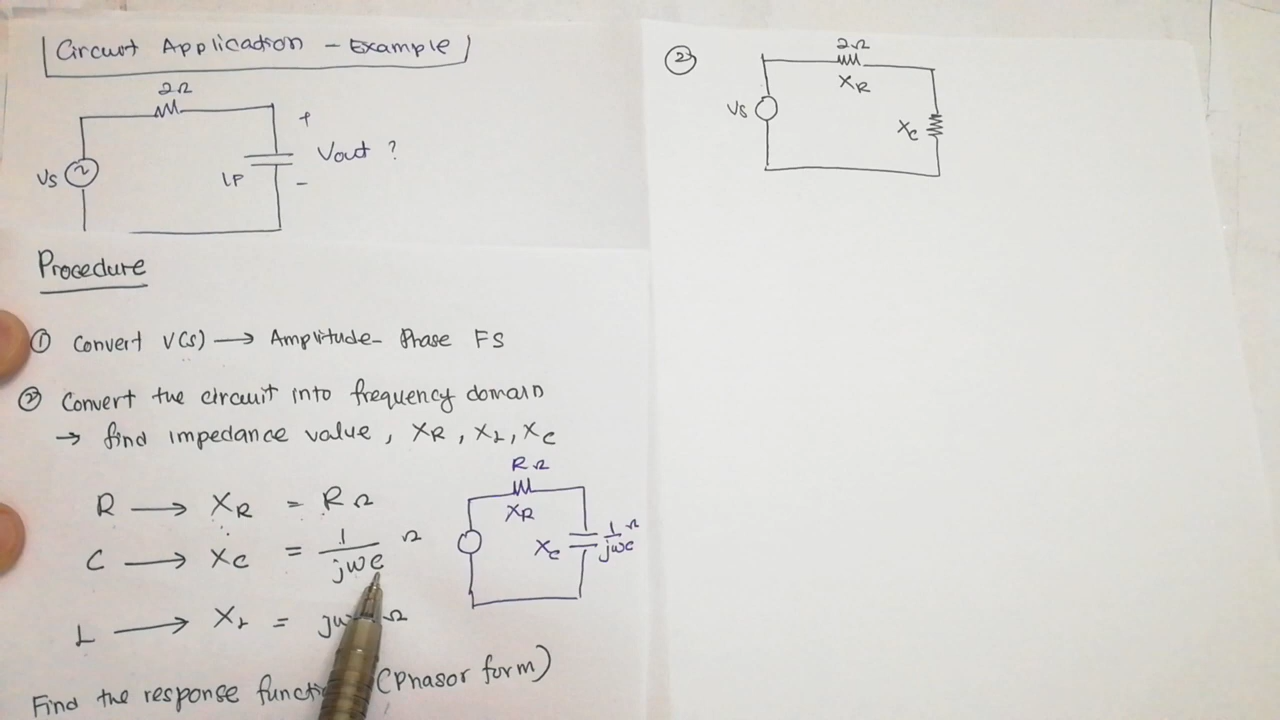 Circuit Application - Example
2Ω
Vs
1F
+
Vout ?
-
Procedure
① Convert V(s) → Amplitude- Phase FS
② Convert the circuit into frequency domain
→ find impedance value, XR, XL, XC
R → XR = R Ω
C → XC = 1/jωC Ω
L → XL = jω Ω
Find the response (Phasor form)
RΩ
XR
XC
1/jωC Ω
②
2Ω
XR
Vs
XC